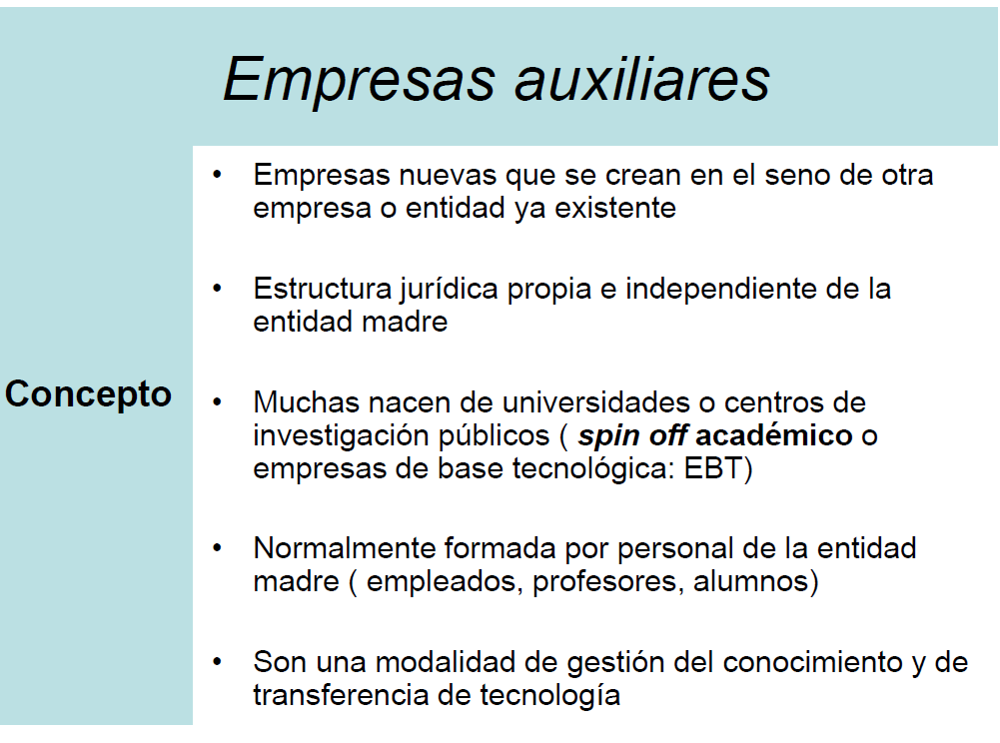 Empresas auxiliares
Concepto
• Empresas nuevas que se crean en el seno de otra
empresa o entidad ya existente
• Estructura jurídica propia e independiente de la
entidad madre
• Muchas nacen de universidades o centros de
investigación públicos ( spin off académico o
empresas de base tecnológica: EBT)
• Normalmente formada por personal de la entidad
madre ( empleados, profesores, alumnos)
• Son una modalidad de gestión del conocimiento y de
transferencia de tecnología